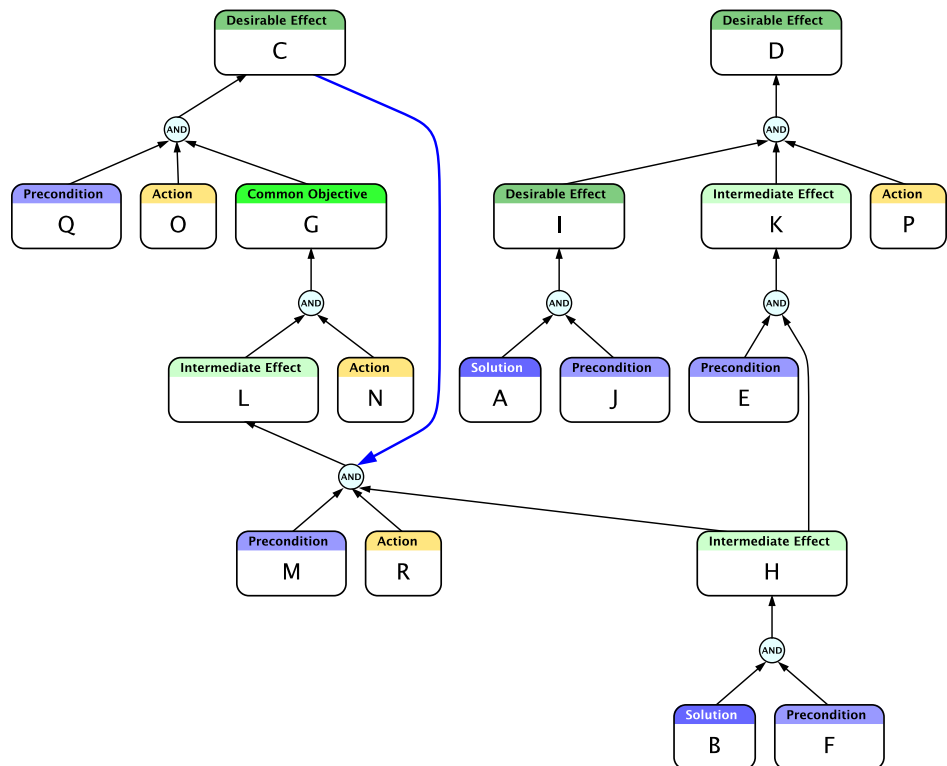 Desirable Effect
C
Desirable Effect
D
AND
AND
Precondition
Q
Action
O
Common Objective
G
Desirable Effect
I
Intermediate Effect
K
Action
P
AND
AND
AND
Intermediate Effect
L
Action
N
Solution
A
Precondition
J
Precondition
E
AND
Precondition
M
Action
R
Intermediate Effect
H
AND
Solution
B
Precondition
F